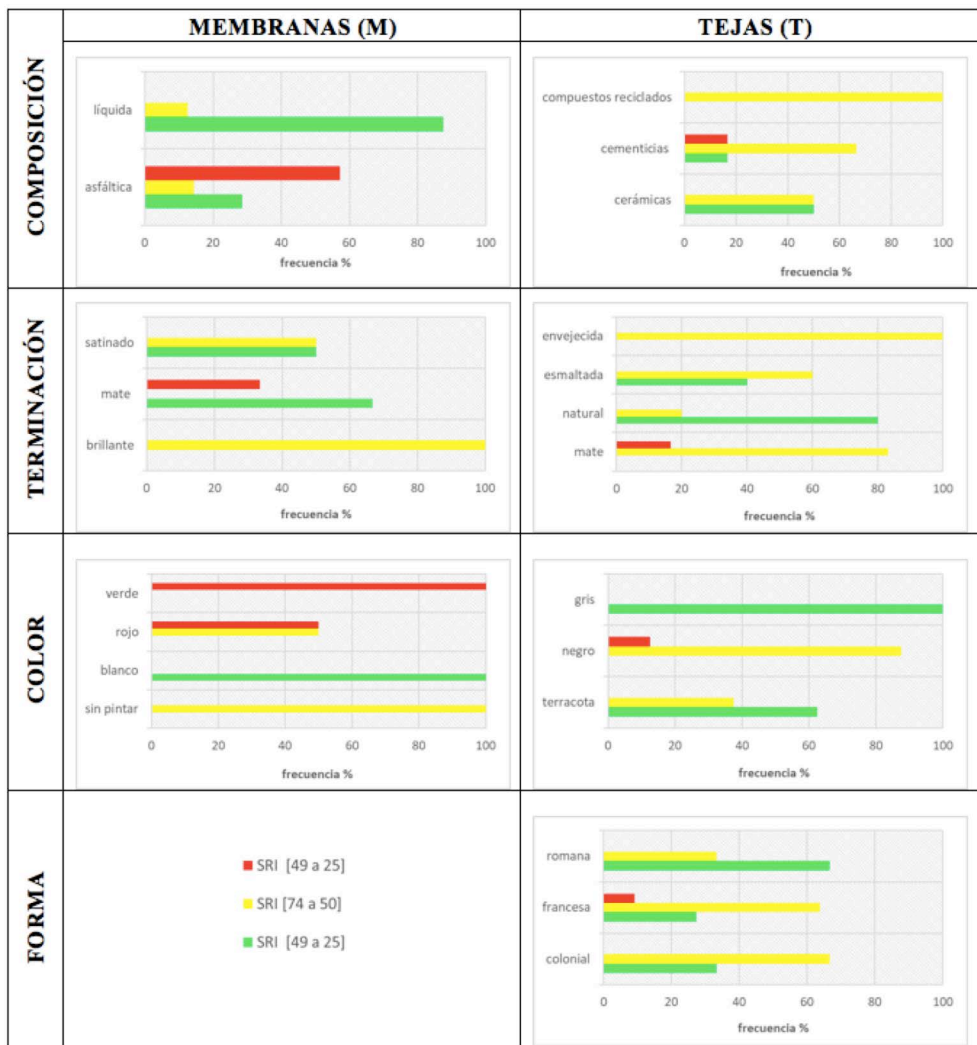 MEMBRANAS (M)
TEJAS (T)
COMPOSICIÓN
líquida
asfáltica
0 20 40 60 80 100
frecuencia %
compuestos reciclados
cementicias
cerámicas
0 20 40 60 80 100
frecuencia %
TERMINACIÓN
satinado
mate
brillante
0 20 40 60 80 100
frecuencia %
envejecida
esmaltada
natural
mate
0 20 40 60 80 100
frecuencia %
COLOR
verde
rojo
blanco
sin pintar
0 20 40 60 80 100
frecuencia %
gris
negro
terracota
0 20 40 60 80 100
frecuencia %
FORMA
SRI [49 a 25]
SRI [74 a 50]
SRI [49 a 25]
romana
francesa
colonial
0 20 40 60 80 100
frecuencia %